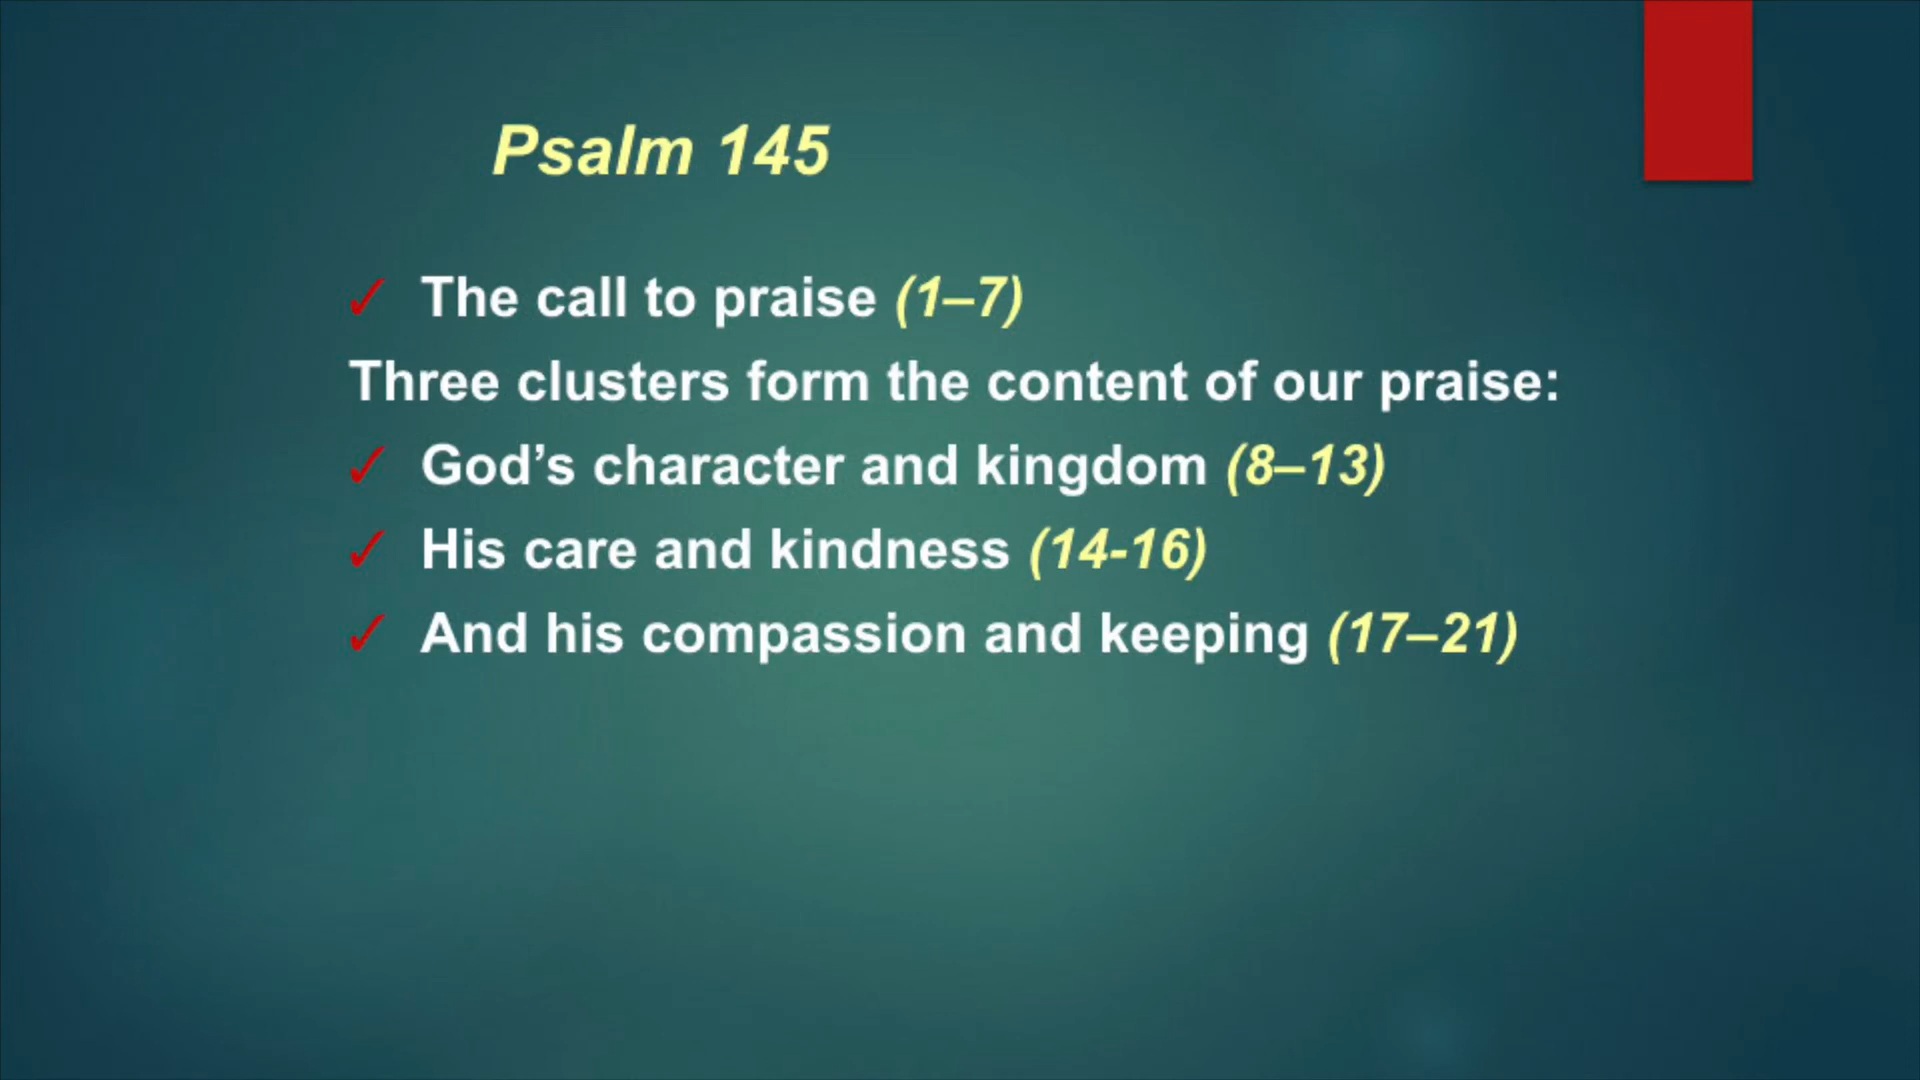 Psalm 145
✓ The call to praise (1–7)
Three clusters form the content of our praise:
✓ God’s character and kingdom (8–13)
✓ His care and kindness (14-16)
✓ And his compassion and keeping (17–21)